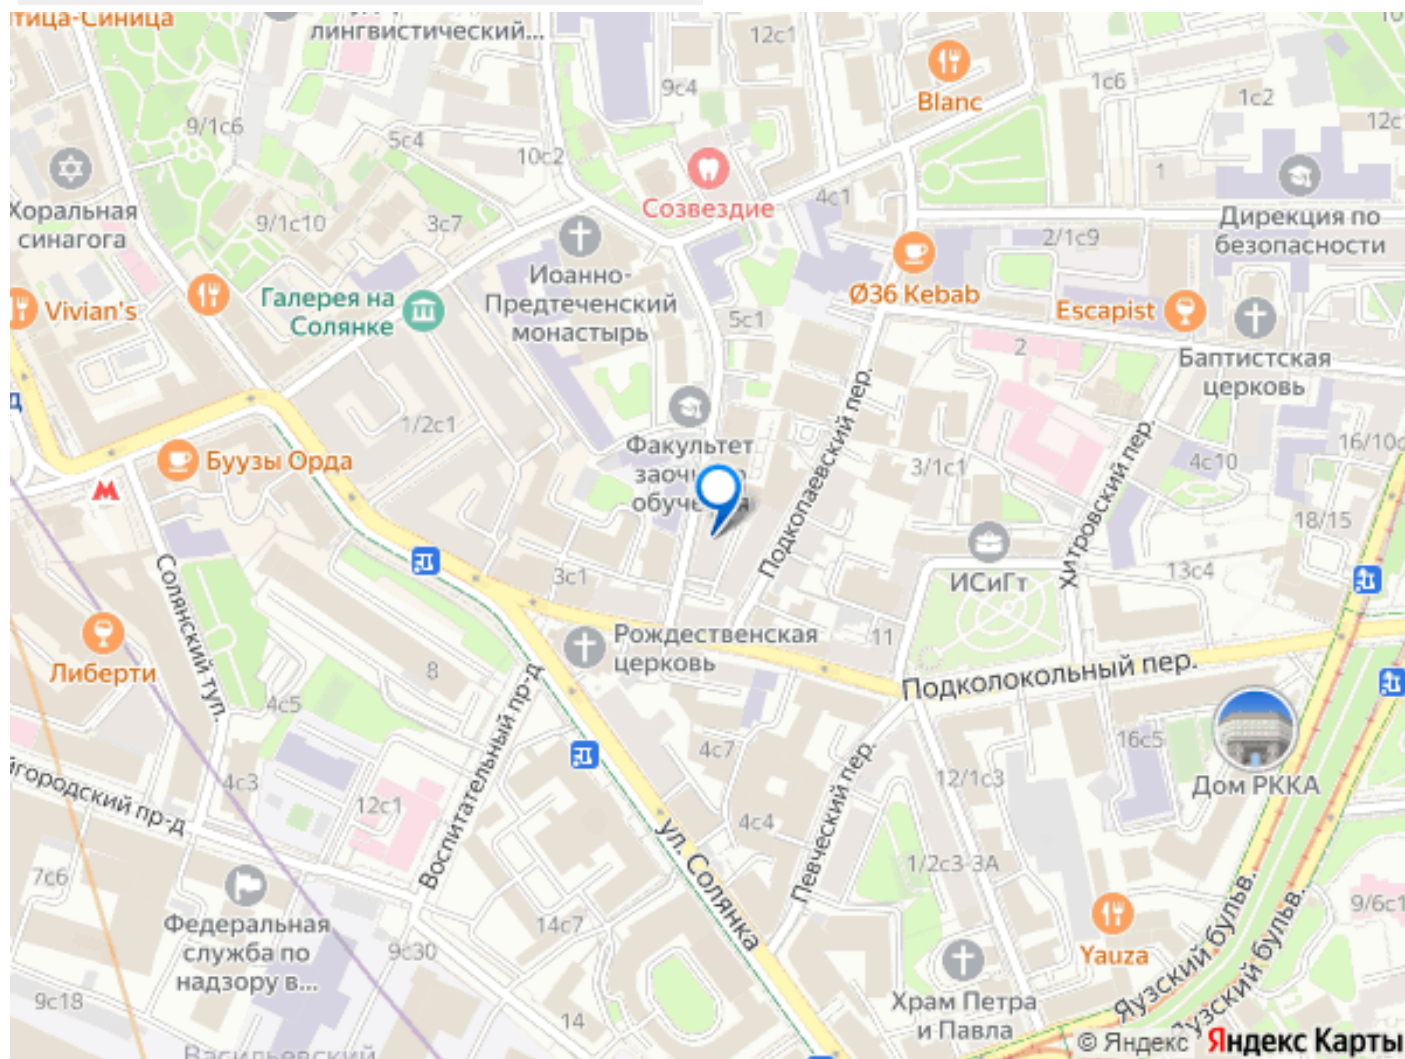 тица-Синица
лингвистический...
12с1
10
Blanc
9с4
1с6
1с2
12с
9/1с6
5с4
10с2
Созвездие
4с1
1
Хоральная
синагога
9/1с10
3с7
Иоанно-
Предтеченский
монастырь
2/1с9
Дирекция по
безопасности
Vivian's
Галерея на
Солянке
Ø36 Kebab
Escapist
5с1
2
Баптистская
церковь
д
1/2с1
Факультет
заочн
обуче
я
Подкопаевский пер.
3/1с1
Хитровский пер.
4с10
16/10с
Буузы Орда
18/15
Солянский туп.
3с1
ИСиГт
13с4
Либерти
Рождественская
церковь
11
Подколокольный пер.
8
4с5
Воспитательный пр-д
4с7
Певческий пер.
16с5
Дом РККА
йгородский пр-д
4с3
12с1
4с4
12/1с3
ул. Солянка
1/2с3-3А
7с6
Федеральная
служба по
надзору в...
14с7
9с30
9/6с1
Yauza
Яузский бульв.
узский бульв.
Храм Петра
и Павла
9с18
14
Васильевский
© Яндекс Яндекс Карты